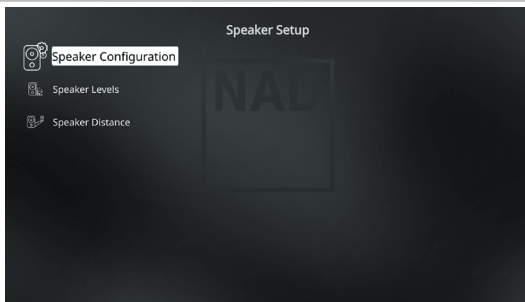 Speaker Setup
Speaker Configuration
NAD
Speaker Levels
Speaker Distance